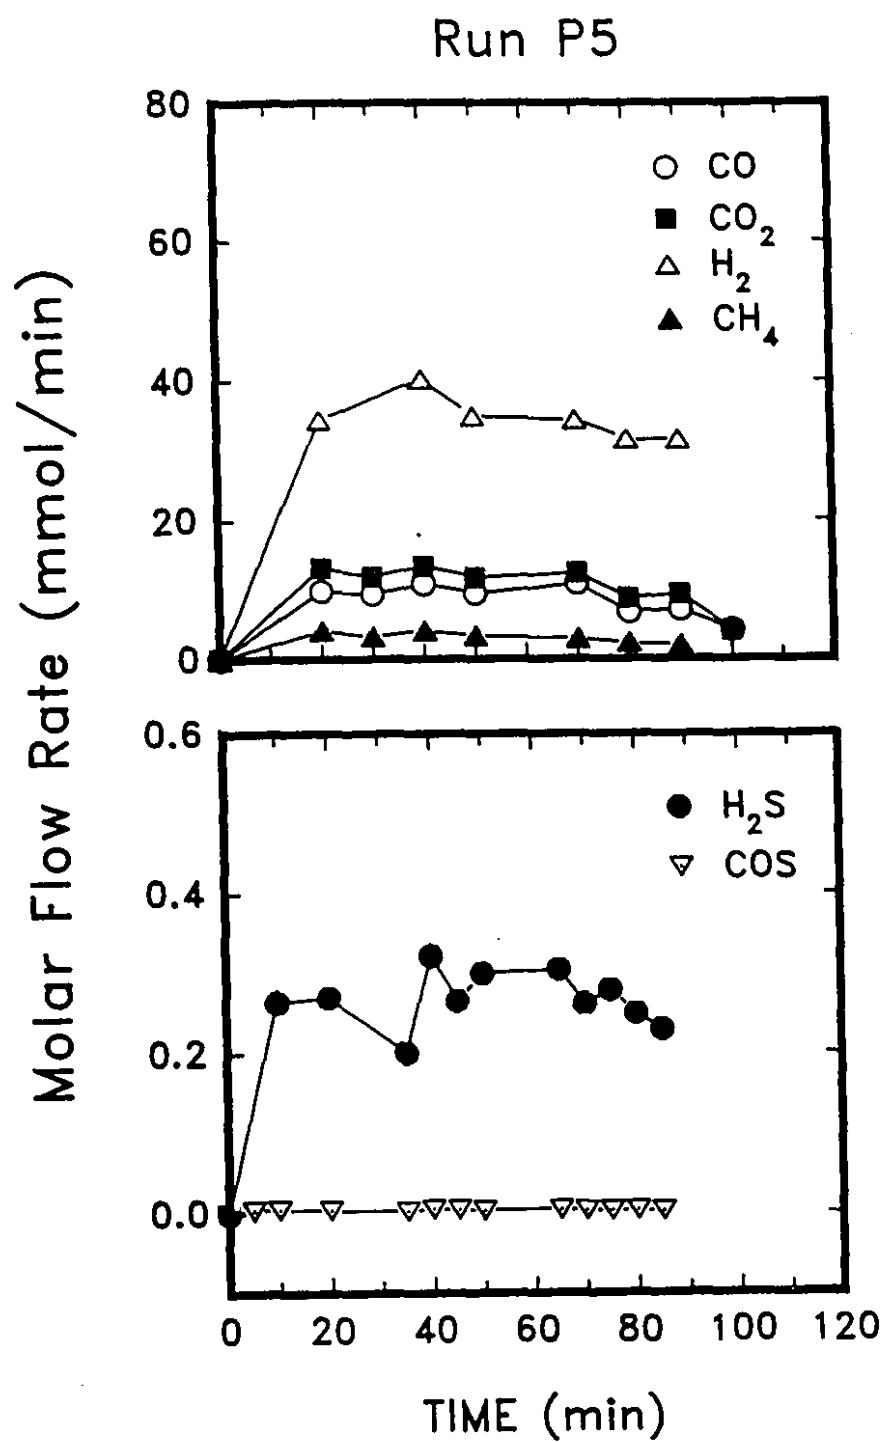 Run P5
80
60
40
20
0
CO
CO₂
H₂
CH₄
Molar Flow Rate (mmol/min)
0.6
0.4
0.2
0.0
H₂S
COS
0 20 40 60 80 100 120
TIME (min)